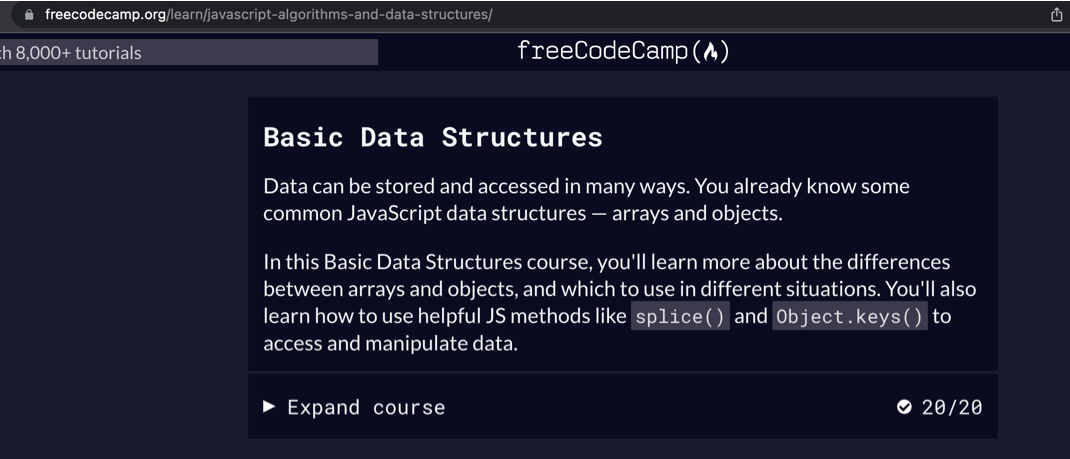 freecodecamp.org/learn/javascript-algorithms-and-data-structures/
8,000+ tutorials
freeCodeCamp(🔥)
Basic Data Structures
Data can be stored and accessed in many ways. You already know some
common JavaScript data structures — arrays and objects.
In this Basic Data Structures course, you'll learn more about the differences
between arrays and objects, and which to use in different situations. You'll also
learn how to use helpful JS methods like splice() and Object.keys() to
access and manipulate data.
Expand course
20/20